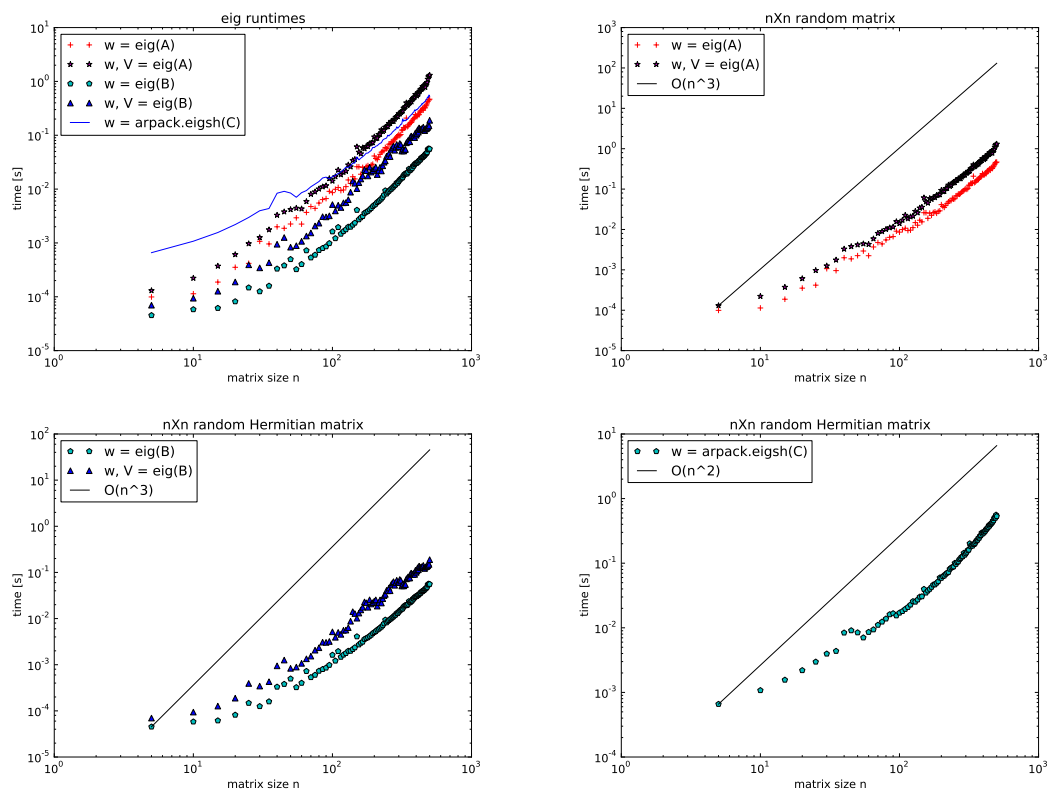 eig runtimes
w = eig(A)
w, V = eig(A)
w = eig(B)
w, V = eig(B)
w = arpack.eigsh(C)
10^1
10^0
10^-1
10^-2
10^-3
10^-4
10^-5
time [s]
10^0 10^1 10^2 10^3
matrix size n
nXn random matrix
w = eig(A)
w, V = eig(A)
O(n^3)
10^3
10^2
10^1
10^0
10^-1
10^-2
10^-3
10^-4
10^-5
time [s]
10^0 10^1 10^2 10^3
matrix size n
nXn random Hermitian matrix
w = eig(B)
w, V = eig(B)
O(n^3)
10^2
10^1
10^0
10^-1
10^-2
10^-3
10^-4
10^-5
time [s]
10^0 10^1 10^2 10^3
matrix size n
nXn random Hermitian matrix
w = arpack.eigsh(C)
O(n^2)
10^1
10^0
10^-1
10^-2
10^-3
10^-4
time [s]
10^0 10^1 10^2 10^3
matrix size n